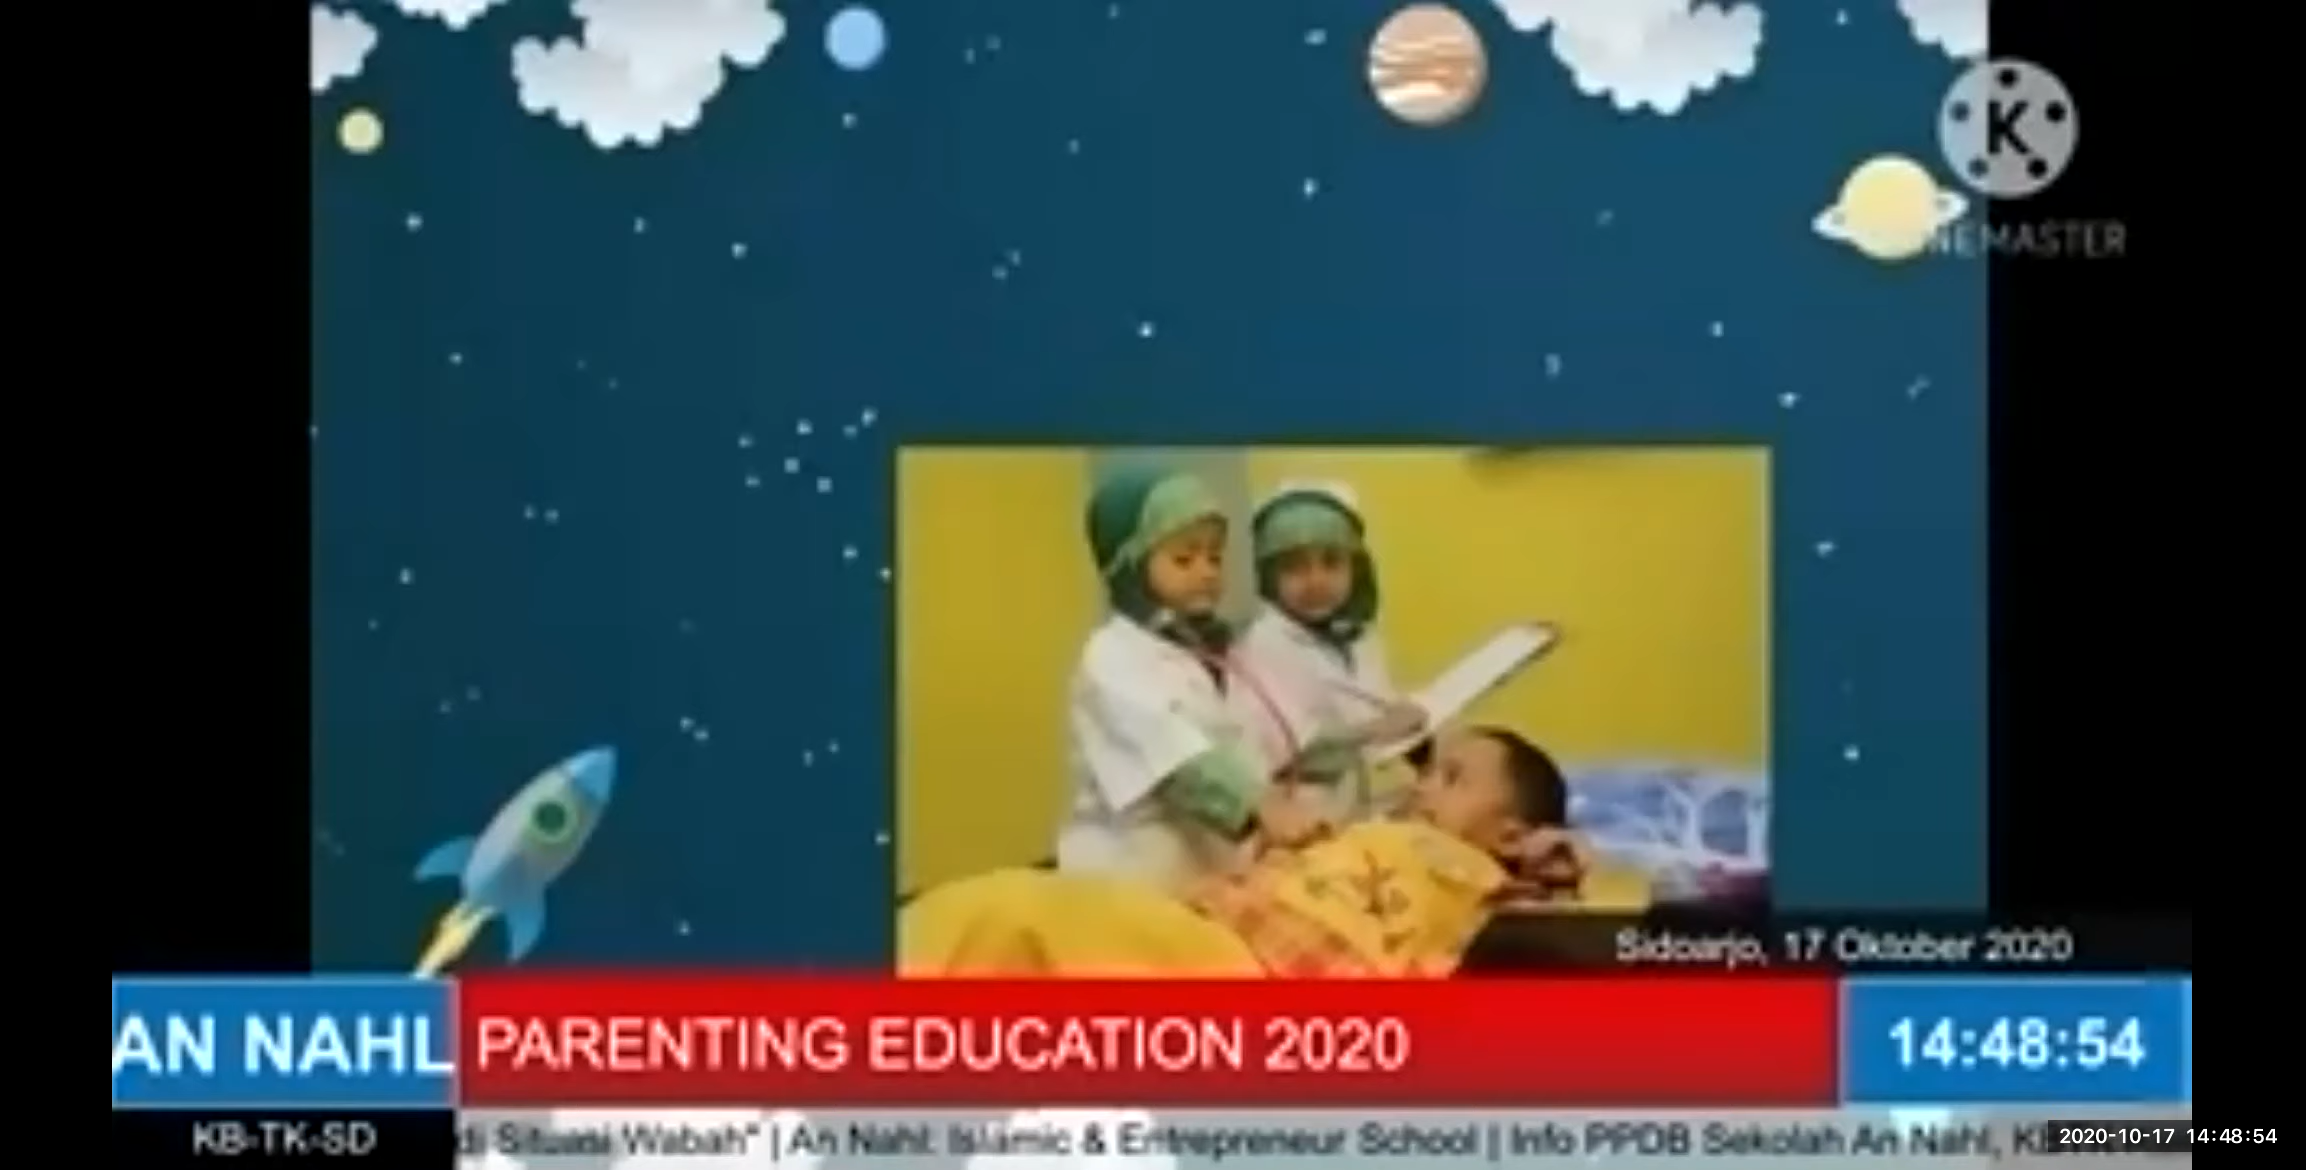 K
NEMASTER
Sidoarjo, 17 Oktober 2020
AN NAHL
PARENTING EDUCATION 2020
14:48:54
KB-TK-SD
di Situasi Wabah" | An Nahl: Islamic & Entrepreneur School | Info PPDB Sekolah An Nahl,
2020-10-17 14:48:54